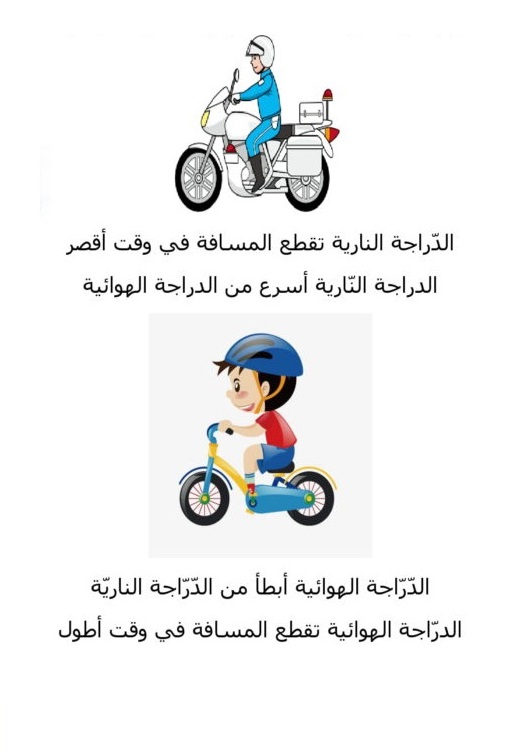 الدّراجة النارية تقطع المسافة في وقت أقصر
الدراجة النّارية أسرع من الدراجة الهوائية
الدّرّاجة الهوائية أبطأ من الدّرّاجة الناريّة
الدرّاجة الهوائية تقطع المسافة في وقت أطول